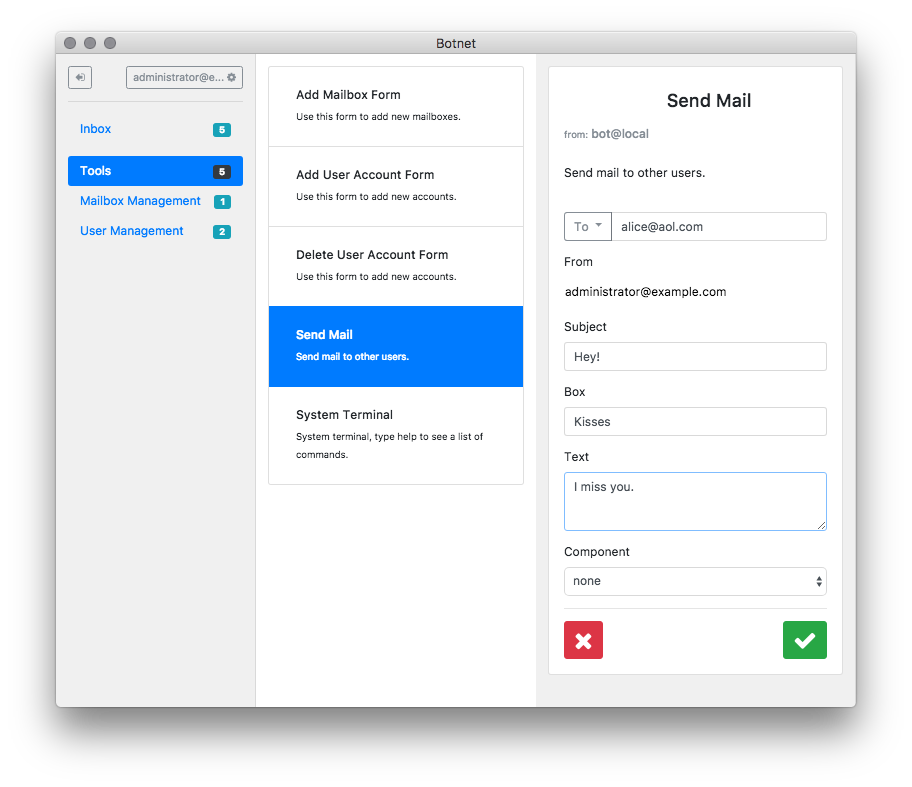 Botnet
administrator@e...
Inbox 5
Tools 5
Mailbox Management 1
User Management 2
Add Mailbox Form
Use this form to add new mailboxes.
Add User Account Form
Use this form to add new accounts.
Delete User Account Form
Use this form to add new accounts.
Send Mail
Send mail to other users.
System Terminal
System terminal, type help to see a list of
commands.
Send Mail
from: bot@local
Send mail to other users.
To alice@aol.com
From
administrator@example.com
Subject
Hey!
Box
Kisses
Text
I miss you.
Component
none